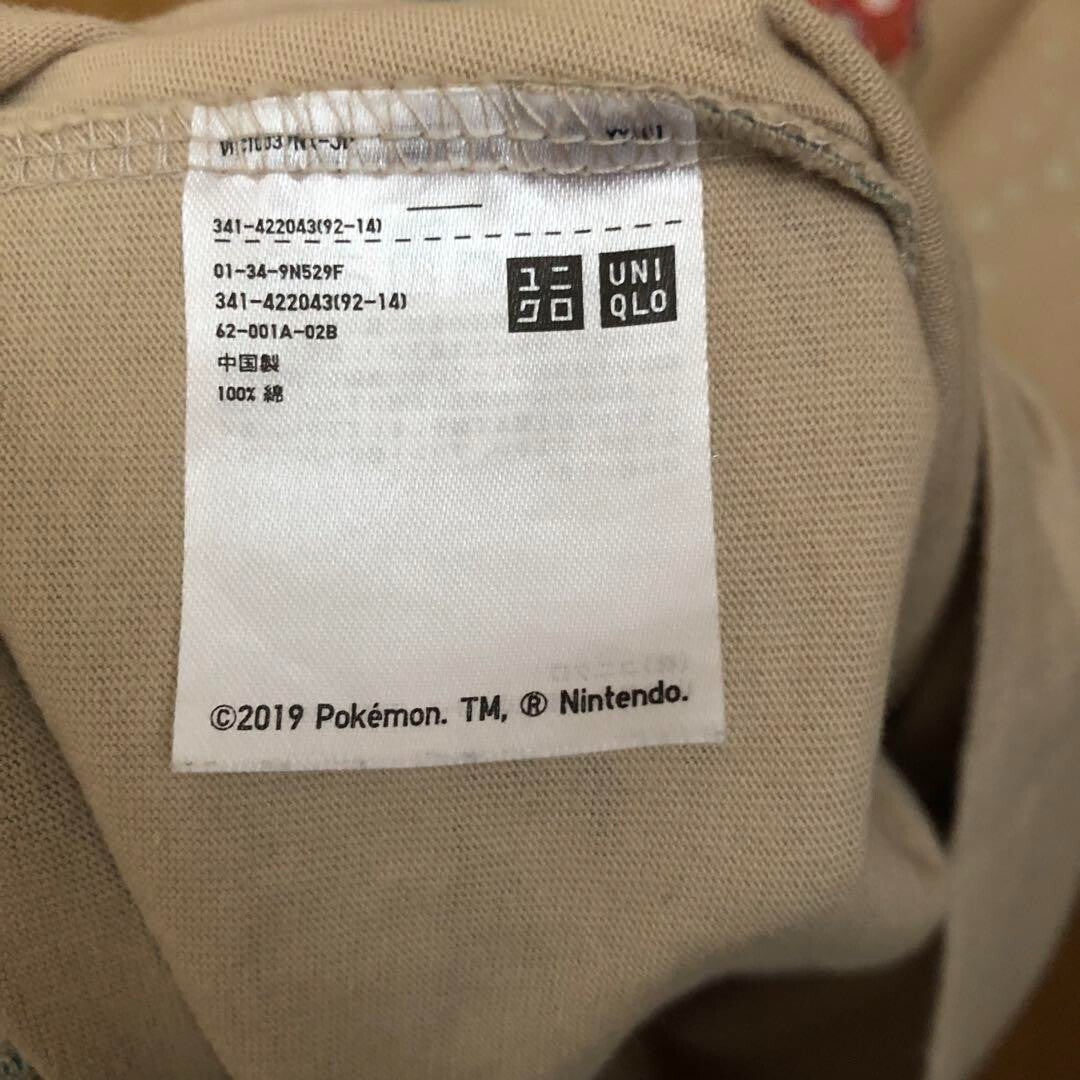 341-422043(92-14)
01-34-9N529F
341-422043(92-14)
62-001A-02B
中国製
100% 綿
ユニ
クロ
UNI
QLO
©2019 Pokémon. TM, ® Nintendo.